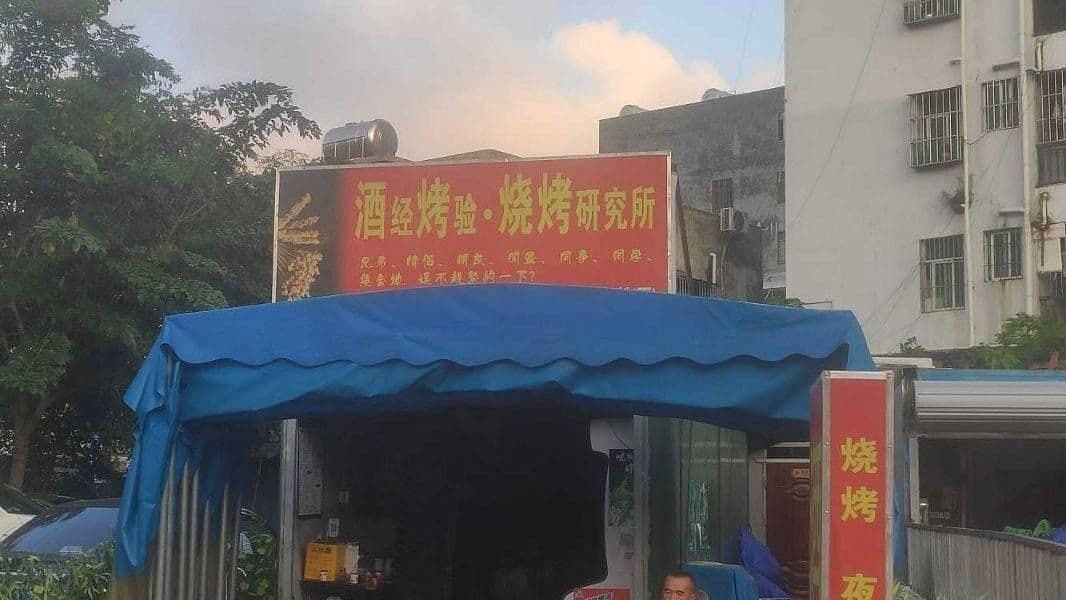 酒经烤验·烧烤研究所
兄弟、情侣、朋友、闺蜜、同事、同学、
集合地，还不赶紧约一下？
烧烤 夜